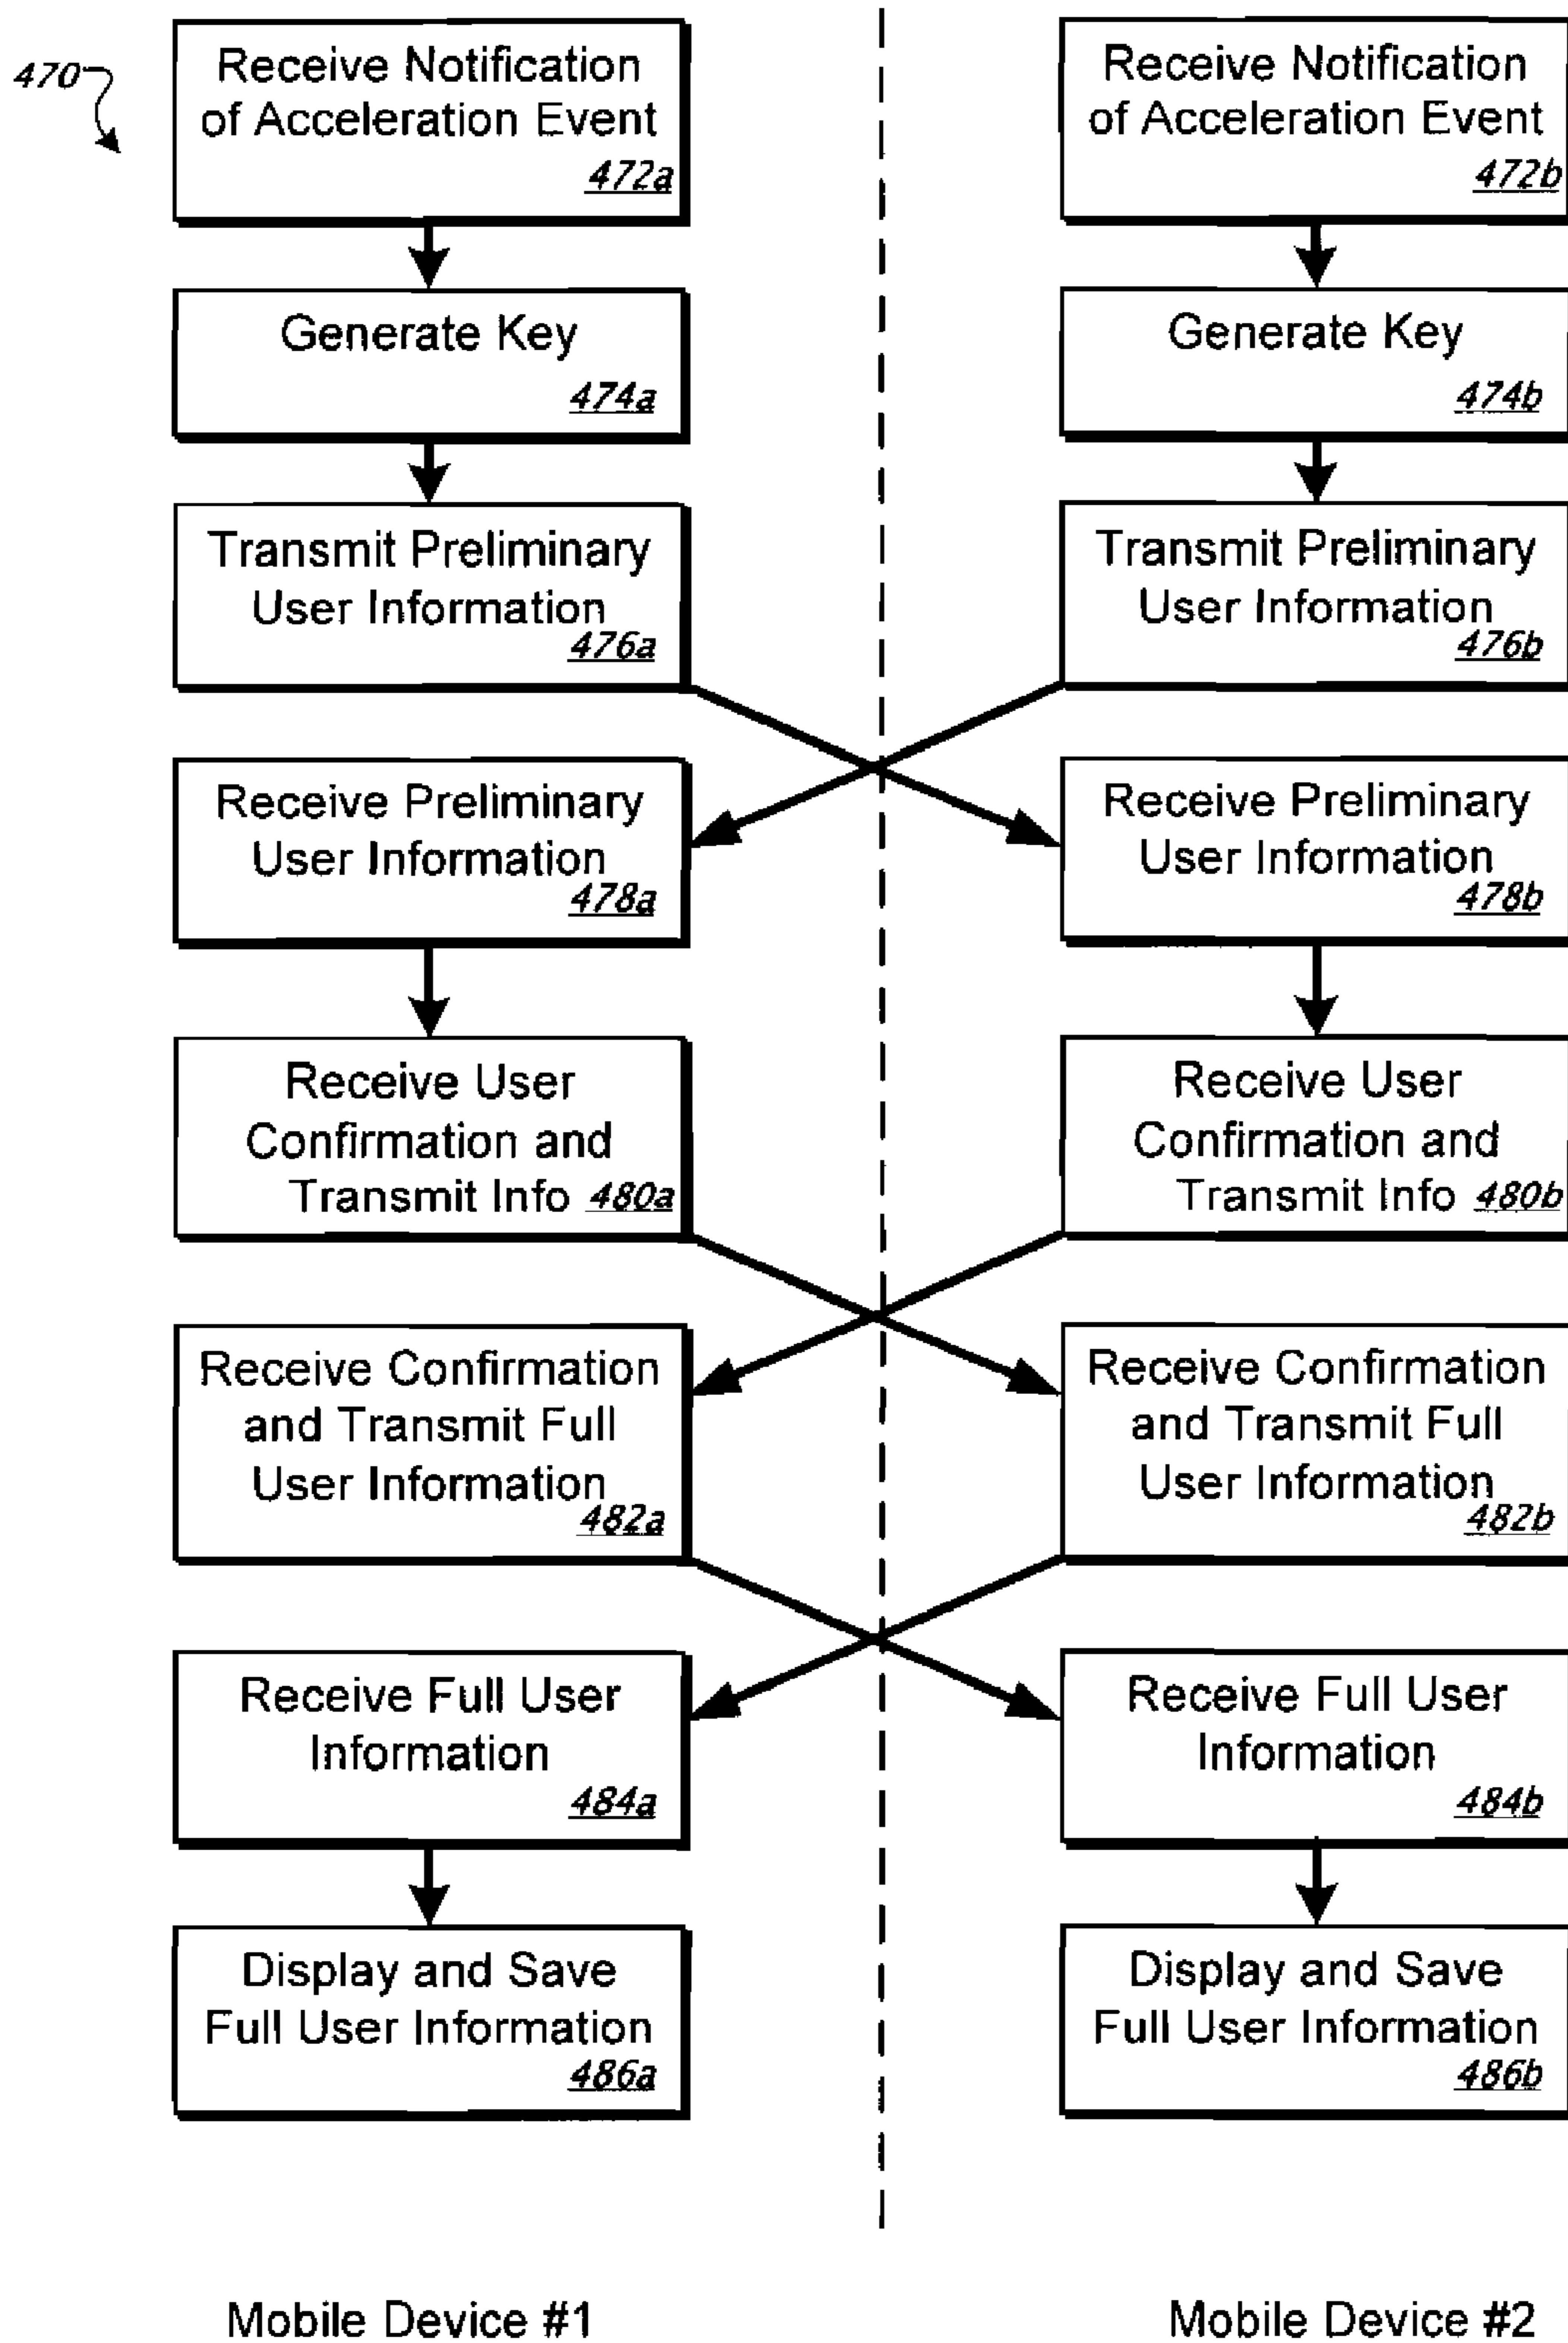 470
Receive Notification
of Acceleration Event
472a
Generate Key
474a
Transmit Preliminary
User Information
476a
Receive Preliminary
User Information
478a
Receive User
Confirmation and
Transmit Info 480a
Receive Confirmation
and Transmit Full
User Information
482a
Receive Full User
Information
484a
Display and Save
Full User Information
486a
Mobile Device #1
Receive Notification
of Acceleration Event
472b
Generate Key
474b
Transmit Preliminary
User Information
476b
Receive Preliminary
User Information
478b
Receive User
Confirmation and
Transmit Info 480b
Receive Confirmation
and Transmit Full
User Information
482b
Receive Full User
Information
484b
Display and Save
Full User Information
486b
Mobile Device #2